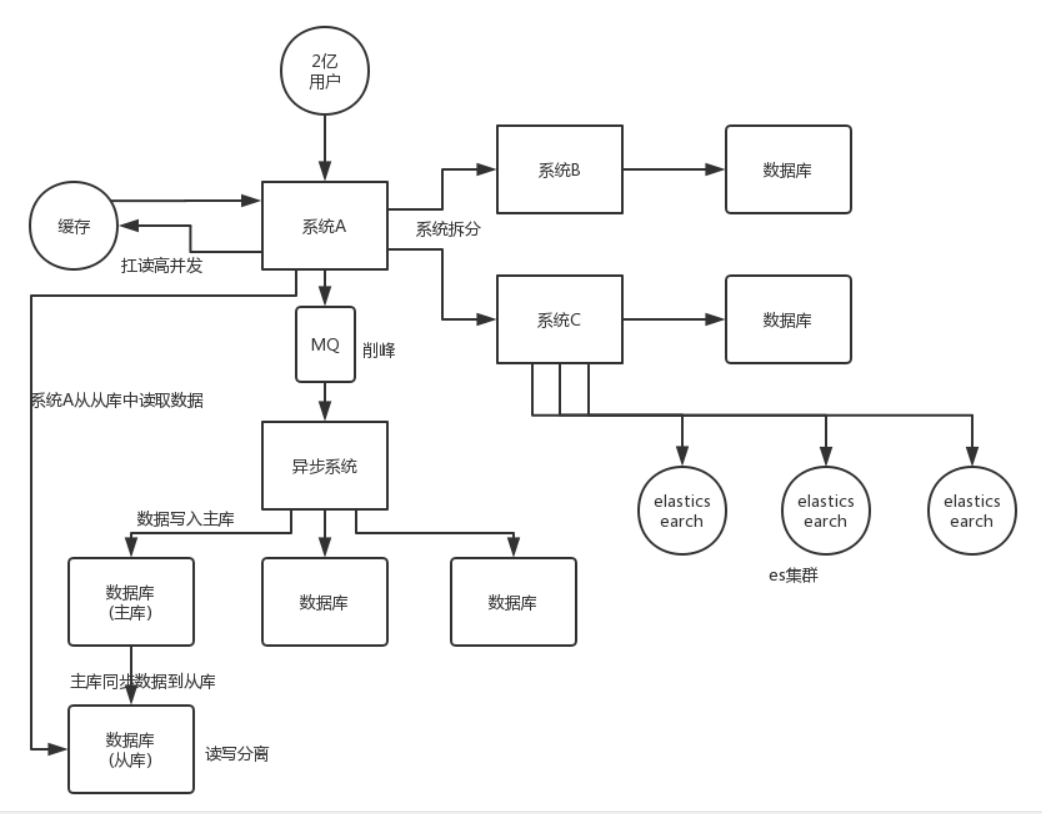 2亿
用户
系统B
数据库
缓存
系统A
系统拆分
扛读高并发
系统C
数据库
MQ
削峰
系统A从从库中读取数据
异步系统
elastics
earch
elastics
earch
elastics
earch
数据写入主库
es集群
数据库
(主库)
数据库
数据库
主库同步数据到从库
数据库
(从库)
读写分离